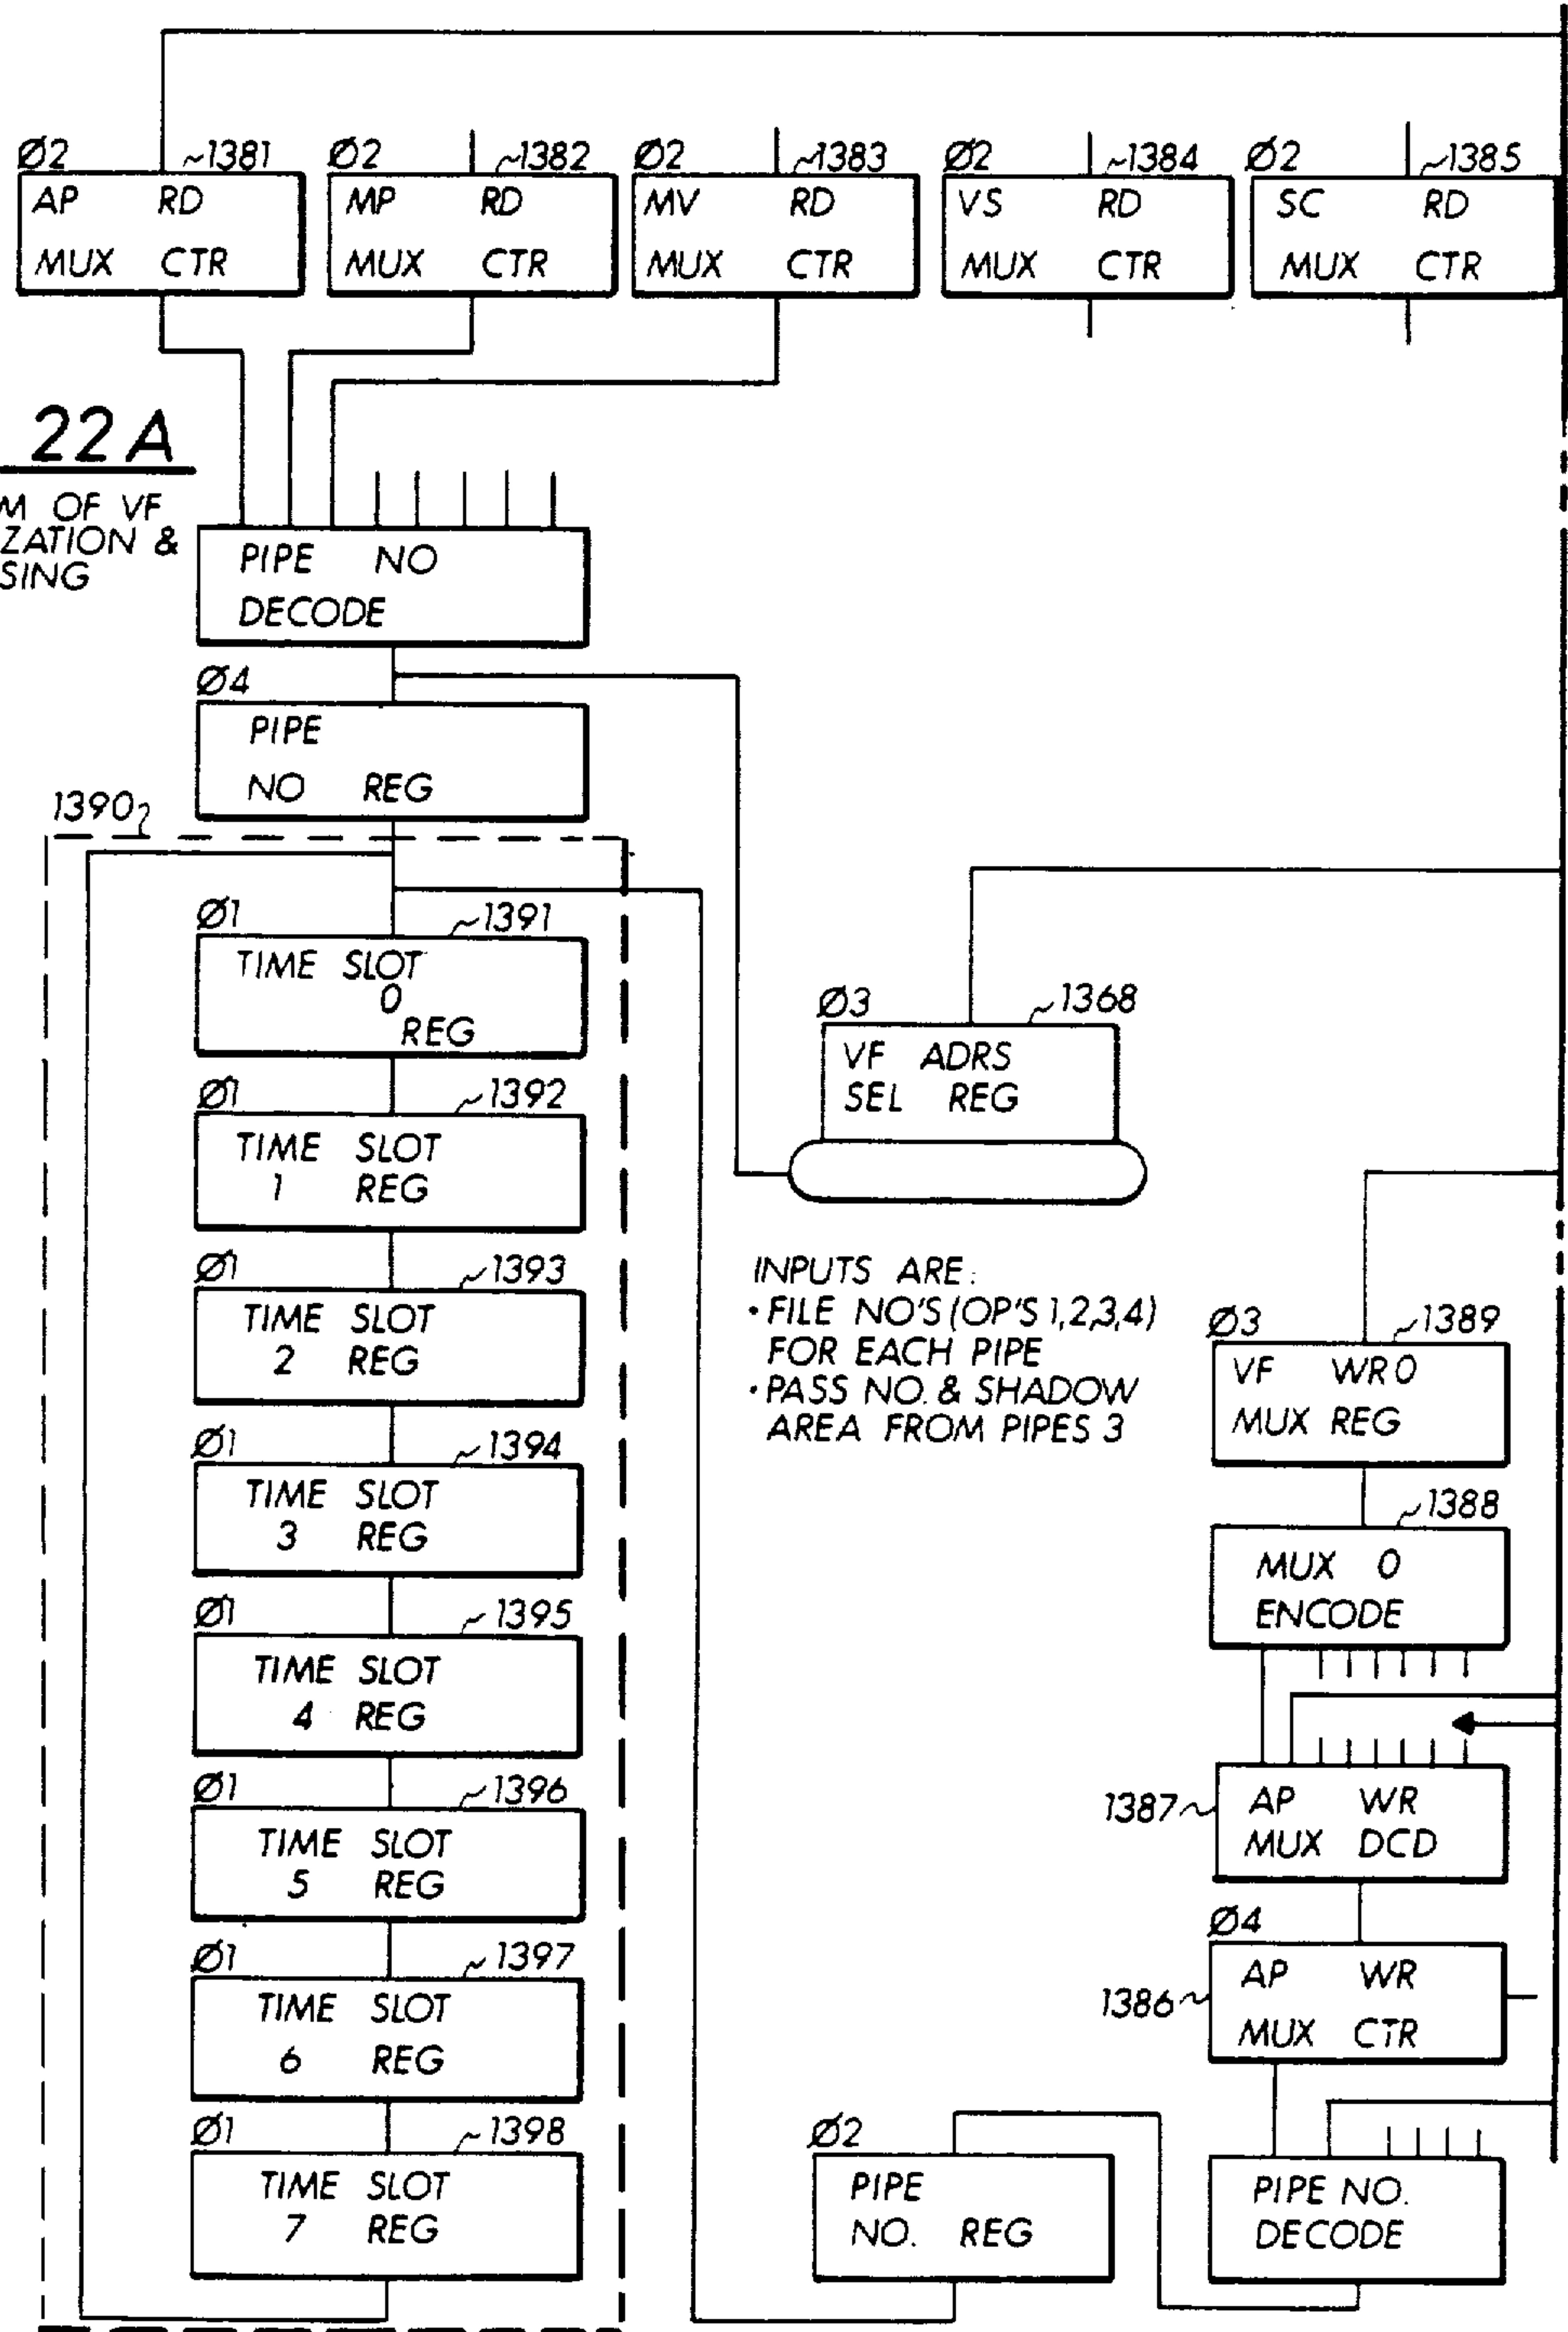 Ø2 1381 Ø2 1382 Ø2 1383 Ø2 1384 Ø2 1385
AP RD
MUX CTR
MP RD
MUX CTR
MV RD
MUX CTR
VS RD
MUX CTR
SC RD
MUX CTR
22A
M OF VF
ZATION &
SING
PIPE NO
DECODE
Ø4
PIPE
NO REG
1390
Ø1 1391
TIME SLOT
0
REG
Ø1 1392
TIME SLOT
1 REG
Ø1 1393
TIME SLOT
2 REG
Ø1 1394
TIME SLOT
3 REG
Ø1 1395
TIME SLOT
4 REG
Ø1 1396
TIME SLOT
5 REG
Ø1 1397
TIME SLOT
6 REG
Ø1 1398
TIME SLOT
7 REG
Ø3 1368
VF ADRS
SEL REG
INPUTS ARE:
• FILE NO'S (OP'S 1,2,3,4)
FOR EACH PIPE
• PASS NO. & SHADOW
AREA FROM PIPES 3
Ø3 1389
VF WR0
MUX REG
1388
MUX 0
ENCODE
1387
AP WR
MUX DCD
Ø4
1386
AP WR
MUX CTR
Ø2
PIPE
NO. REG
PIPE NO.
DECODE